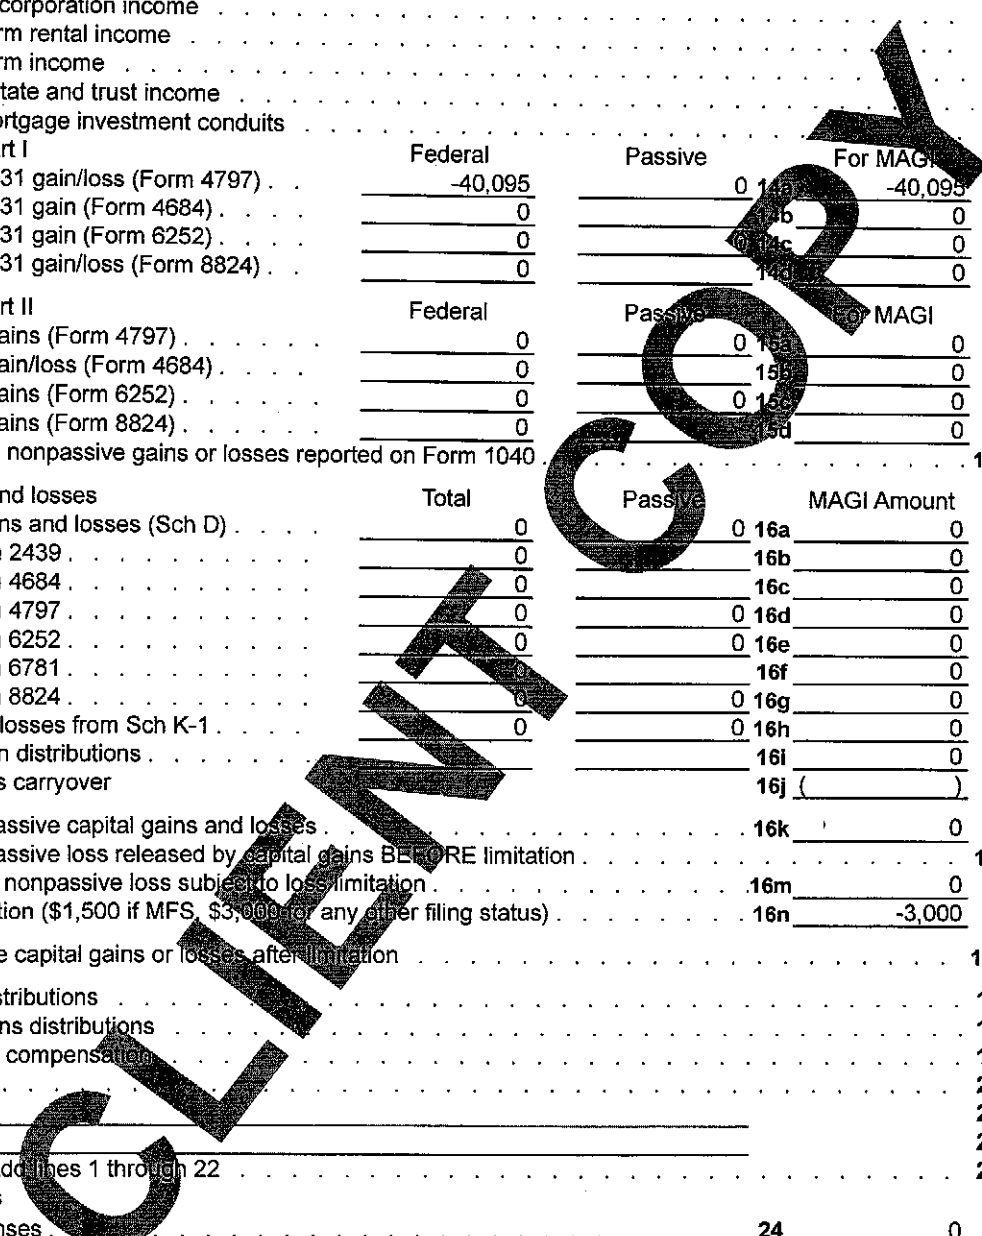 corporation income
rm rental income
rm income
tate and trust income
ortgage investment conduits
rt I Federal Passive For MAGI
31 gain/loss (Form 4797) -40,095 0 14a -40,095
31 gain (Form 4684) 0 14b 0
31 gain (Form 6252) 0 0 14c 0
31 gain/loss (Form 8824) 0 14d 0
rt II Federal Passive For MAGI
ains (Form 4797) 0 0 15a 0
ain/loss (Form 4684) 0 15b 0
ains (Form 6252) 0 0 15c 0
ains (Form 8824) 0 15d 0
nonpassive gains or losses reported on Form 1040 1
nd losses Total Passive MAGI Amount
ns and losses (Sch D) 0 0 16a 0
2439 0 16b 0
4684 0 16c 0
4797 0 0 16d 0
6252 0 0 16e 0
6781 0 16f 0
8824 0 0 16g 0
losses from Sch K-1 0 0 16h 0
n distributions 16i 0
s carryover 16j ( )
assive capital gains and losses 16k 0
assive loss released by capital gains BEFORE limitation 1
nonpassive loss subject to loss limitation 16m 0
tion ($1,500 if MFS, $3,000 for any other filing status) 16n -3,000
e capital gains or losses after limitation 1
stributions
ns distributions
compensation
add lines 1 through 22 2
s
nses 24 0
CLIENT COPY